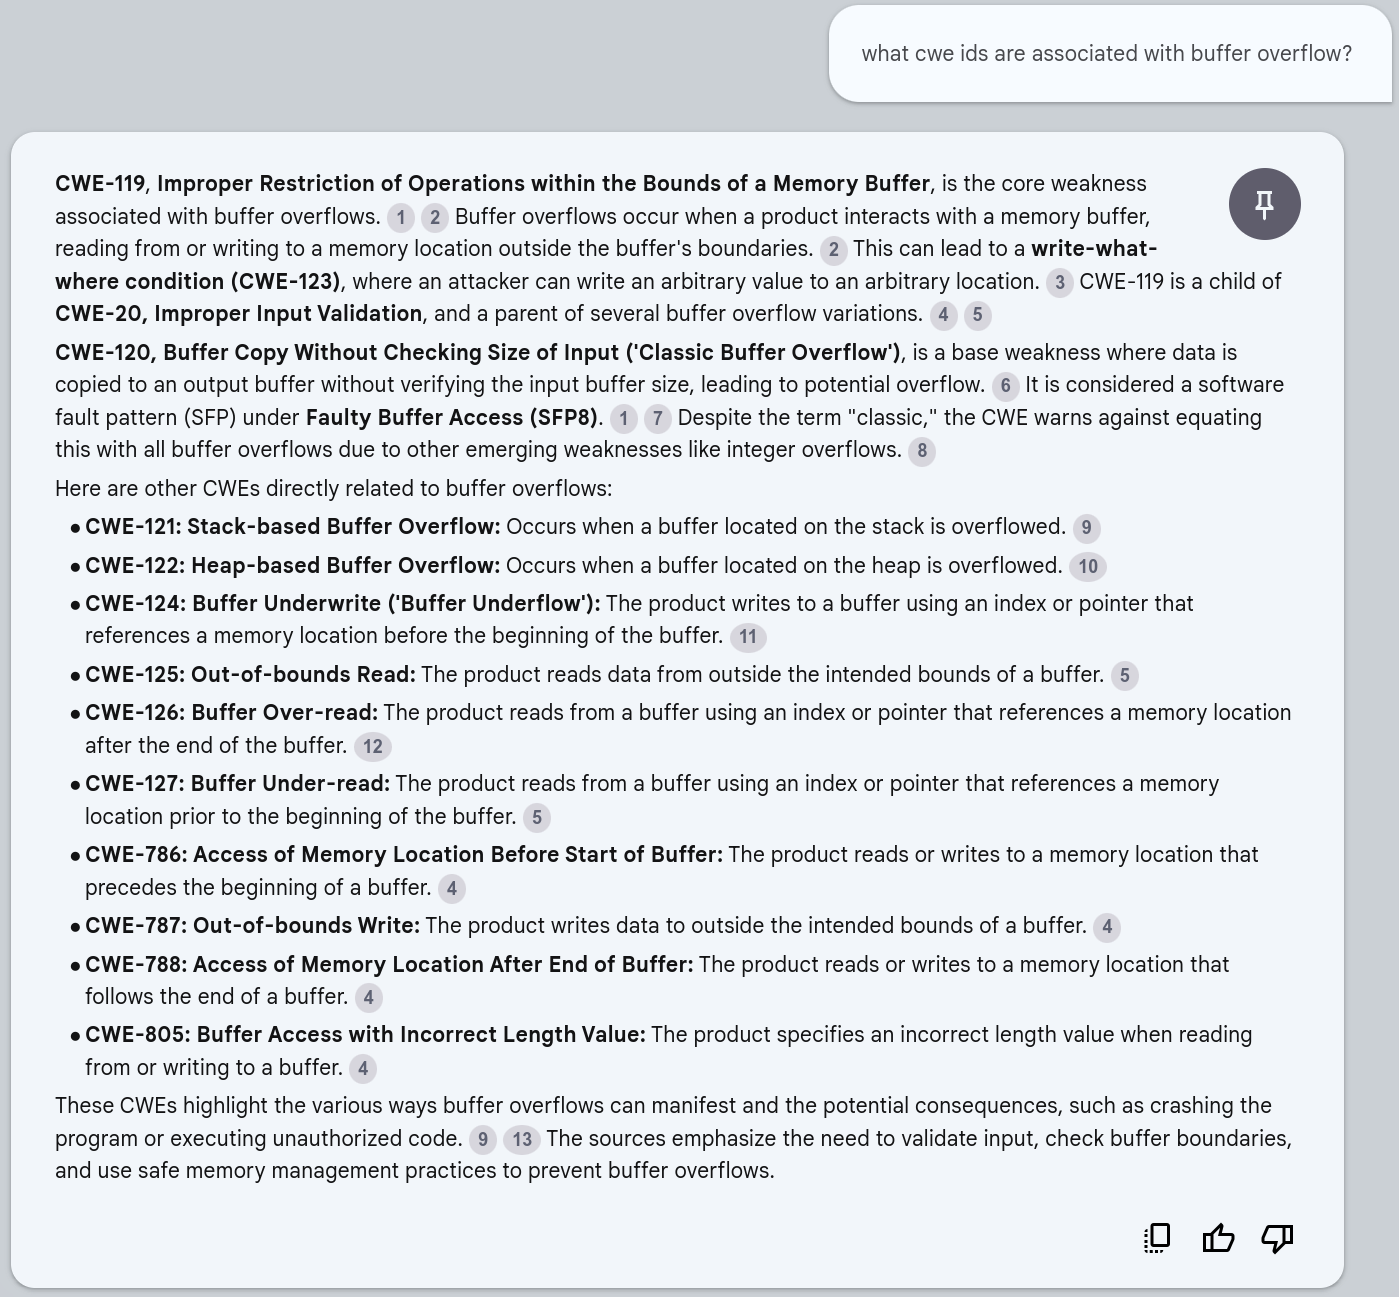 what cwe ids are associated with buffer overflow?
CWE-119, Improper Restriction of Operations within the Bounds of a Memory Buffer, is the core weakness
associated with buffer overflows. 1 2 Buffer overflows occur when a product interacts with a memory buffer,
reading from or writing to a memory location outside the buffer's boundaries. 2 This can lead to a write-what-
where condition (CWE-123), where an attacker can write an arbitrary value to an arbitrary location. 3 CWE-119 is a child of
CWE-20, Improper Input Validation, and a parent of several buffer overflow variations. 4 5
CWE-120, Buffer Copy Without Checking Size of Input ('Classic Buffer Overflow'), is a base weakness where data is
copied to an output buffer without verifying the input buffer size, leading to potential overflow. 6 It is considered a software
fault pattern (SFP) under Faulty Buffer Access (SFP8). 1 7 Despite the term "classic," the CWE warns against equating
this with all buffer overflows due to other emerging weaknesses like integer overflows. 8
Here are other CWEs directly related to buffer overflows:
● CWE-121: Stack-based Buffer Overflow: Occurs when a buffer located on the stack is overflowed. 9
● CWE-122: Heap-based Buffer Overflow: Occurs when a buffer located on the heap is overflowed. 10
● CWE-124: Buffer Underwrite ('Buffer Underflow'): The product writes to a buffer using an index or pointer that
references a memory location before the beginning of the buffer. 11
● CWE-125: Out-of-bounds Read: The product reads data from outside the intended bounds of a buffer. 5
● CWE-126: Buffer Over-read: The product reads from a buffer using an index or pointer that references a memory location
after the end of the buffer. 12
● CWE-127: Buffer Under-read: The product reads from a buffer using an index or pointer that references a memory
location prior to the beginning of the buffer. 5
● CWE-786: Access of Memory Location Before Start of Buffer: The product reads or writes to a memory location that
precedes the beginning of a buffer. 4
● CWE-787: Out-of-bounds Write: The product writes data to outside the intended bounds of a buffer. 4
● CWE-788: Access of Memory Location After End of Buffer: The product reads or writes to a memory location that
follows the end of a buffer. 4
● CWE-805: Buffer Access with Incorrect Length Value: The product specifies an incorrect length value when reading
from or writing to a buffer. 4
These CWEs highlight the various ways buffer overflows can manifest and the potential consequences, such as crashing the
program or executing unauthorized code. 9 13 The sources emphasize the need to validate input, check buffer boundaries,
and use safe memory management practices to prevent buffer overflows.